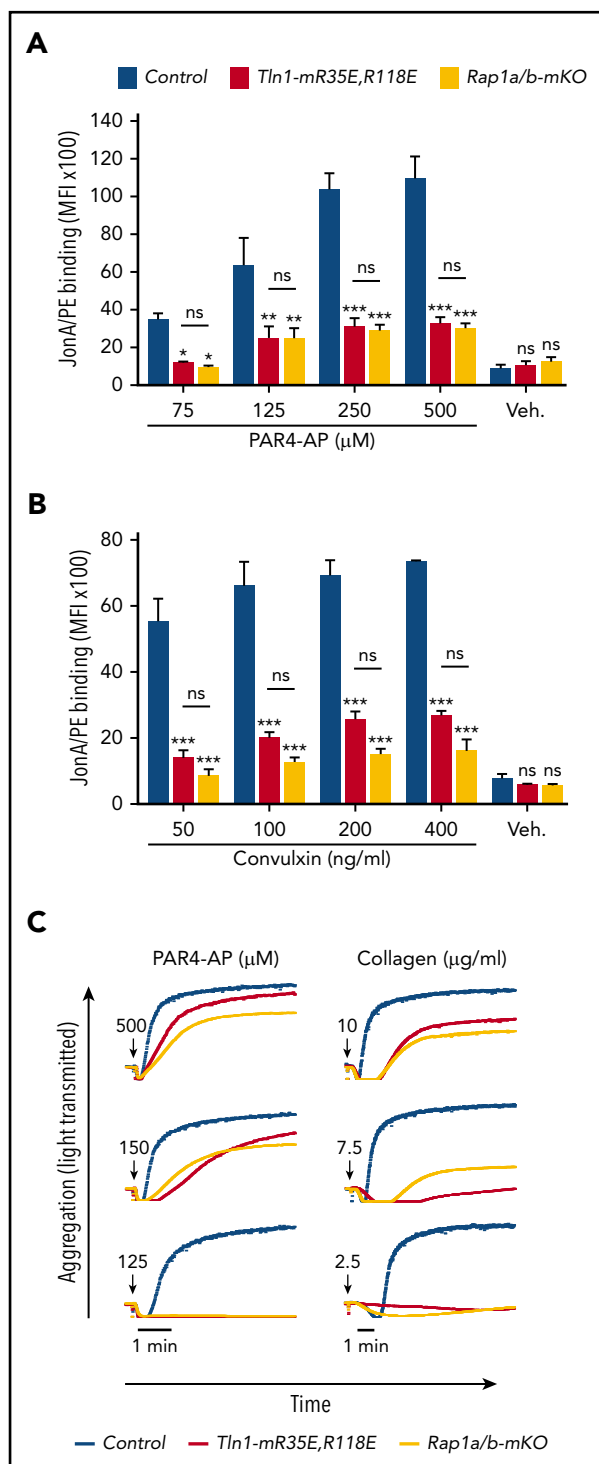 A
Control Tln1-mR35E,R118E Rap1a/b-mKO
JonA/PE binding (MFI x100)
140
120
100
80
60
40
20
0
ns ns ns ns
* * ** ** *** *** *** *** ns ns
75 125 250 500 Veh.
PAR4-AP (μM)
B
JonA/PE binding (MFI x100)
80
60
40
20
0
ns ns ns ns
*** *** *** *** *** *** *** *** ns ns
50 100 200 400 Veh.
Convulxin (ng/ml)
C
PAR4-AP (μM) Collagen (μg/ml)
Aggregation (light transmitted)
500 10
150 7.5
125 2.5
1 min 1 min
Time
Control Tln1-mR35E,R118E Rap1a/b-mKO